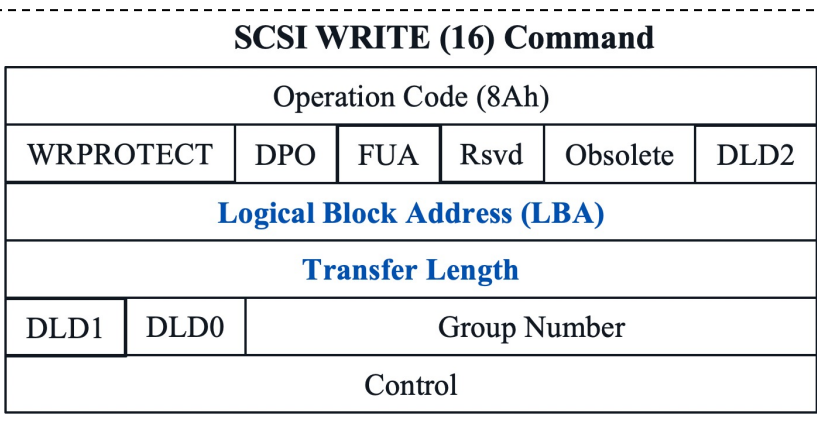 SCSI WRITE (16) Command
Operation Code (8Ah)
WRPROTECT DPO FUA Rsvd Obsolete DLD2
Logical Block Address (LBA)
Transfer Length
DLD1 DLD0 Group Number
Control